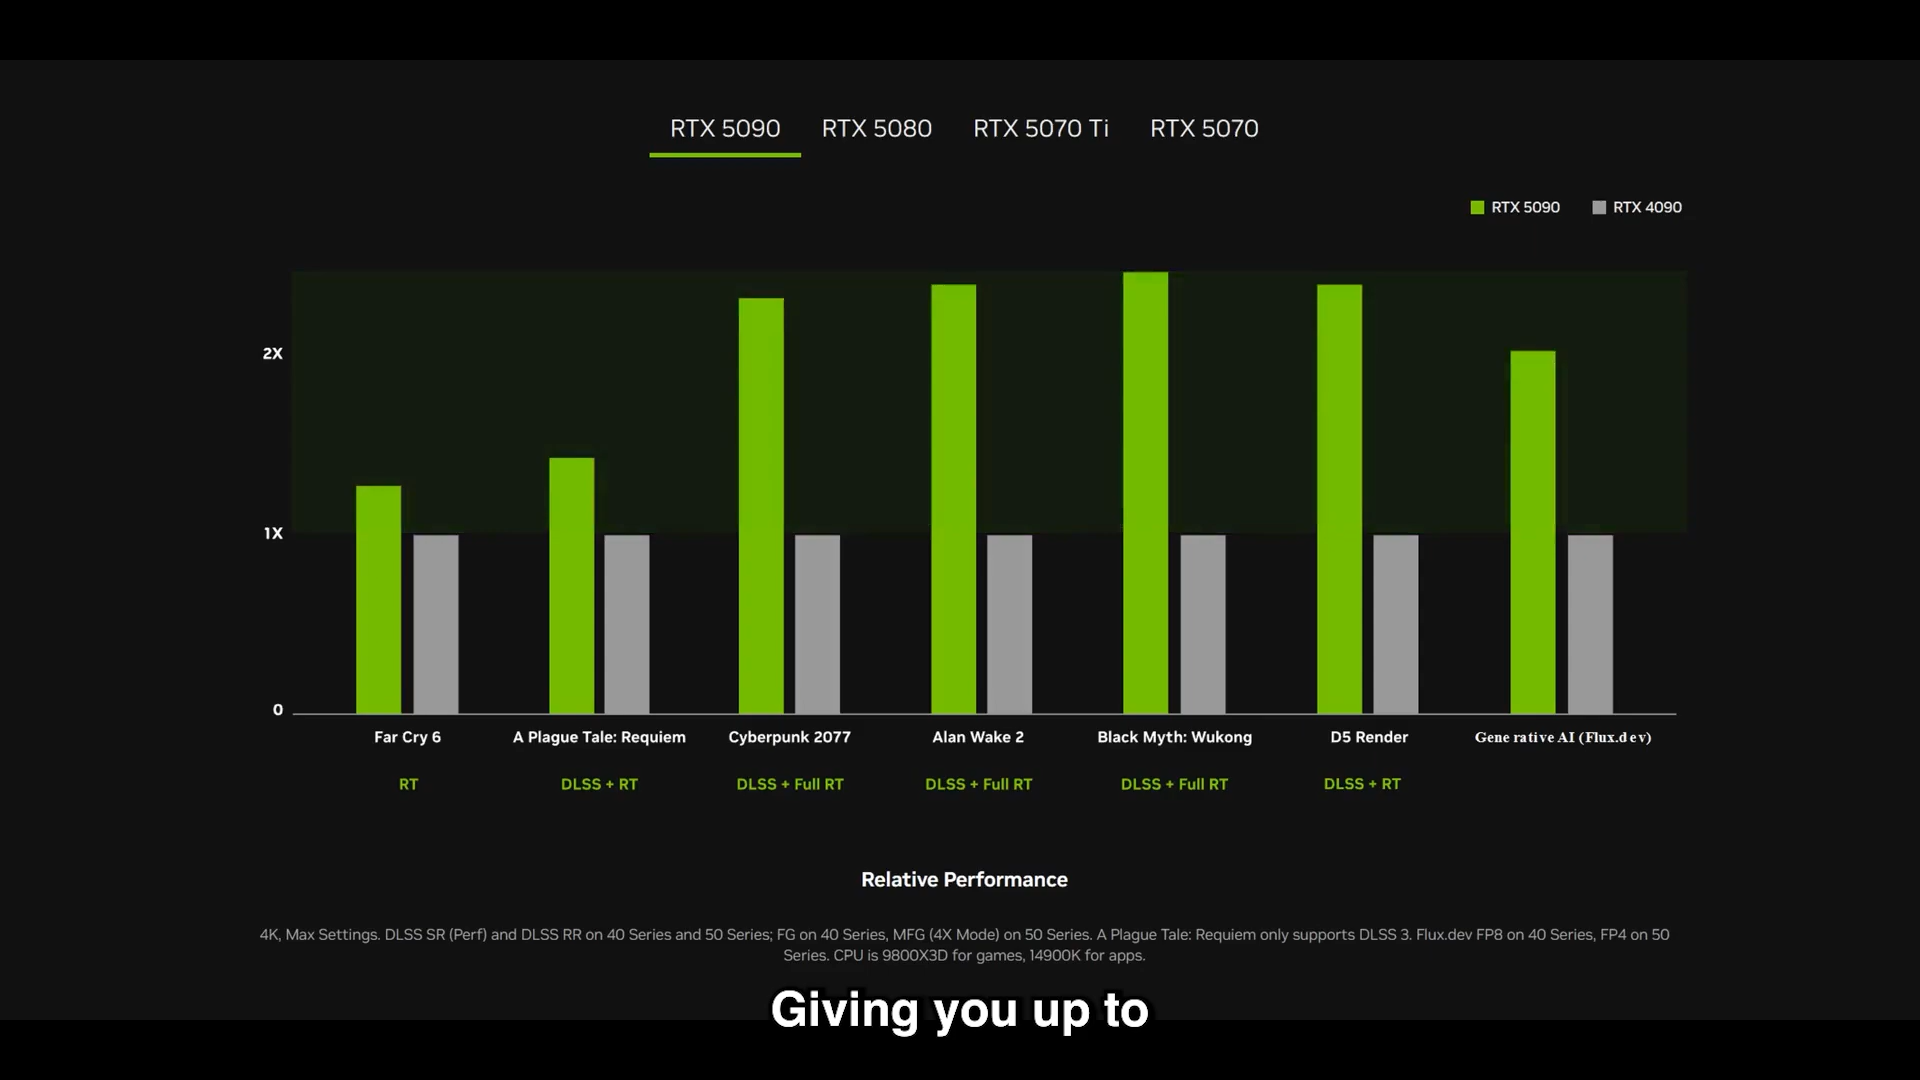 RTX 5090 RTX 5080 RTX 5070 Ti RTX 5070
RTX 5090 RTX 4090
2X
1X
0
Far Cry 6 A Plague Tale: Requiem Cyberpunk 2077 Alan Wake 2 Black Myth: Wukong D5 Render Generative AI (Flux.dev)
RT DLSS + RT DLSS + Full RT DLSS + Full RT DLSS + Full RT DLSS + RT
Relative Performance
4K, Max Settings. DLSS SR (Perf) and DLSS RR on 40 Series and 50 Series; FG on 40 Series, MFG (4X Mode) on 50 Series. A Plague Tale: Requiem only supports DLSS 3. Flux.dev FP8 on 40 Series, FP4 on 50
Series. CPU is 9800X3D for games, 14900K for apps.
Giving you up to